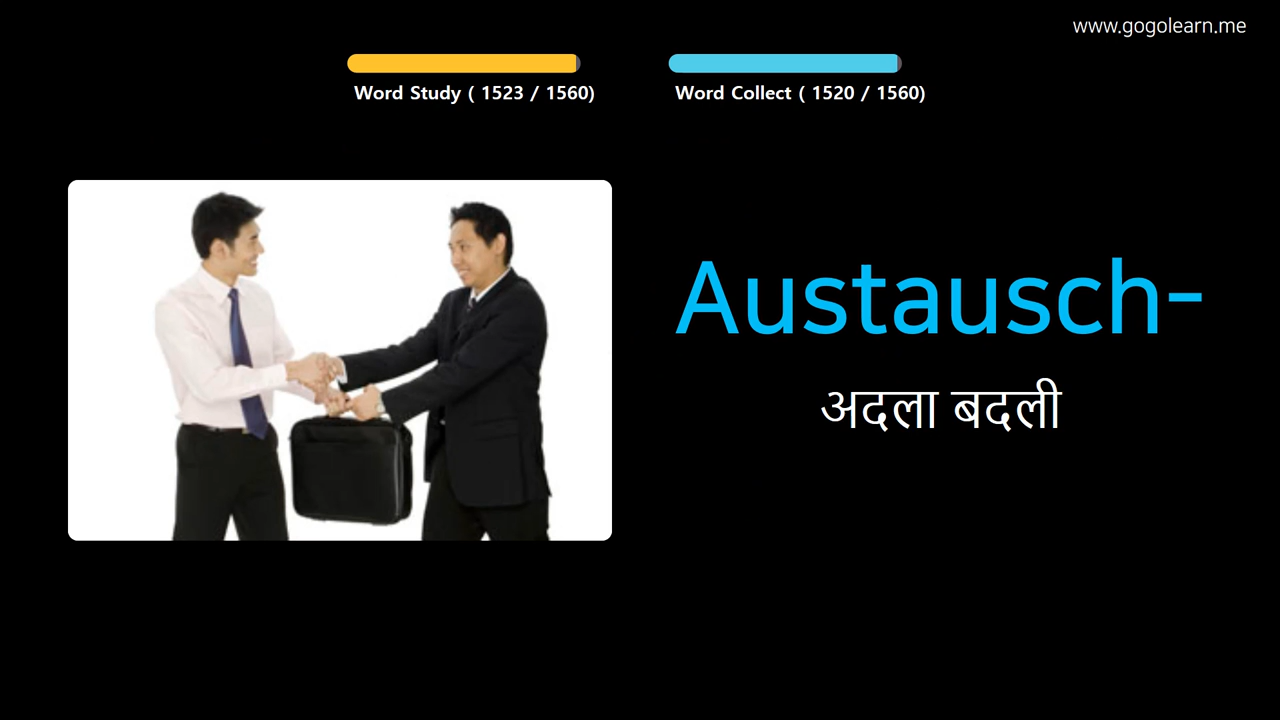 www.gogolearn.me
Word Study ( 1523 / 1560)
Word Collect ( 1520 / 1560)
Austausch-
अदला बदली